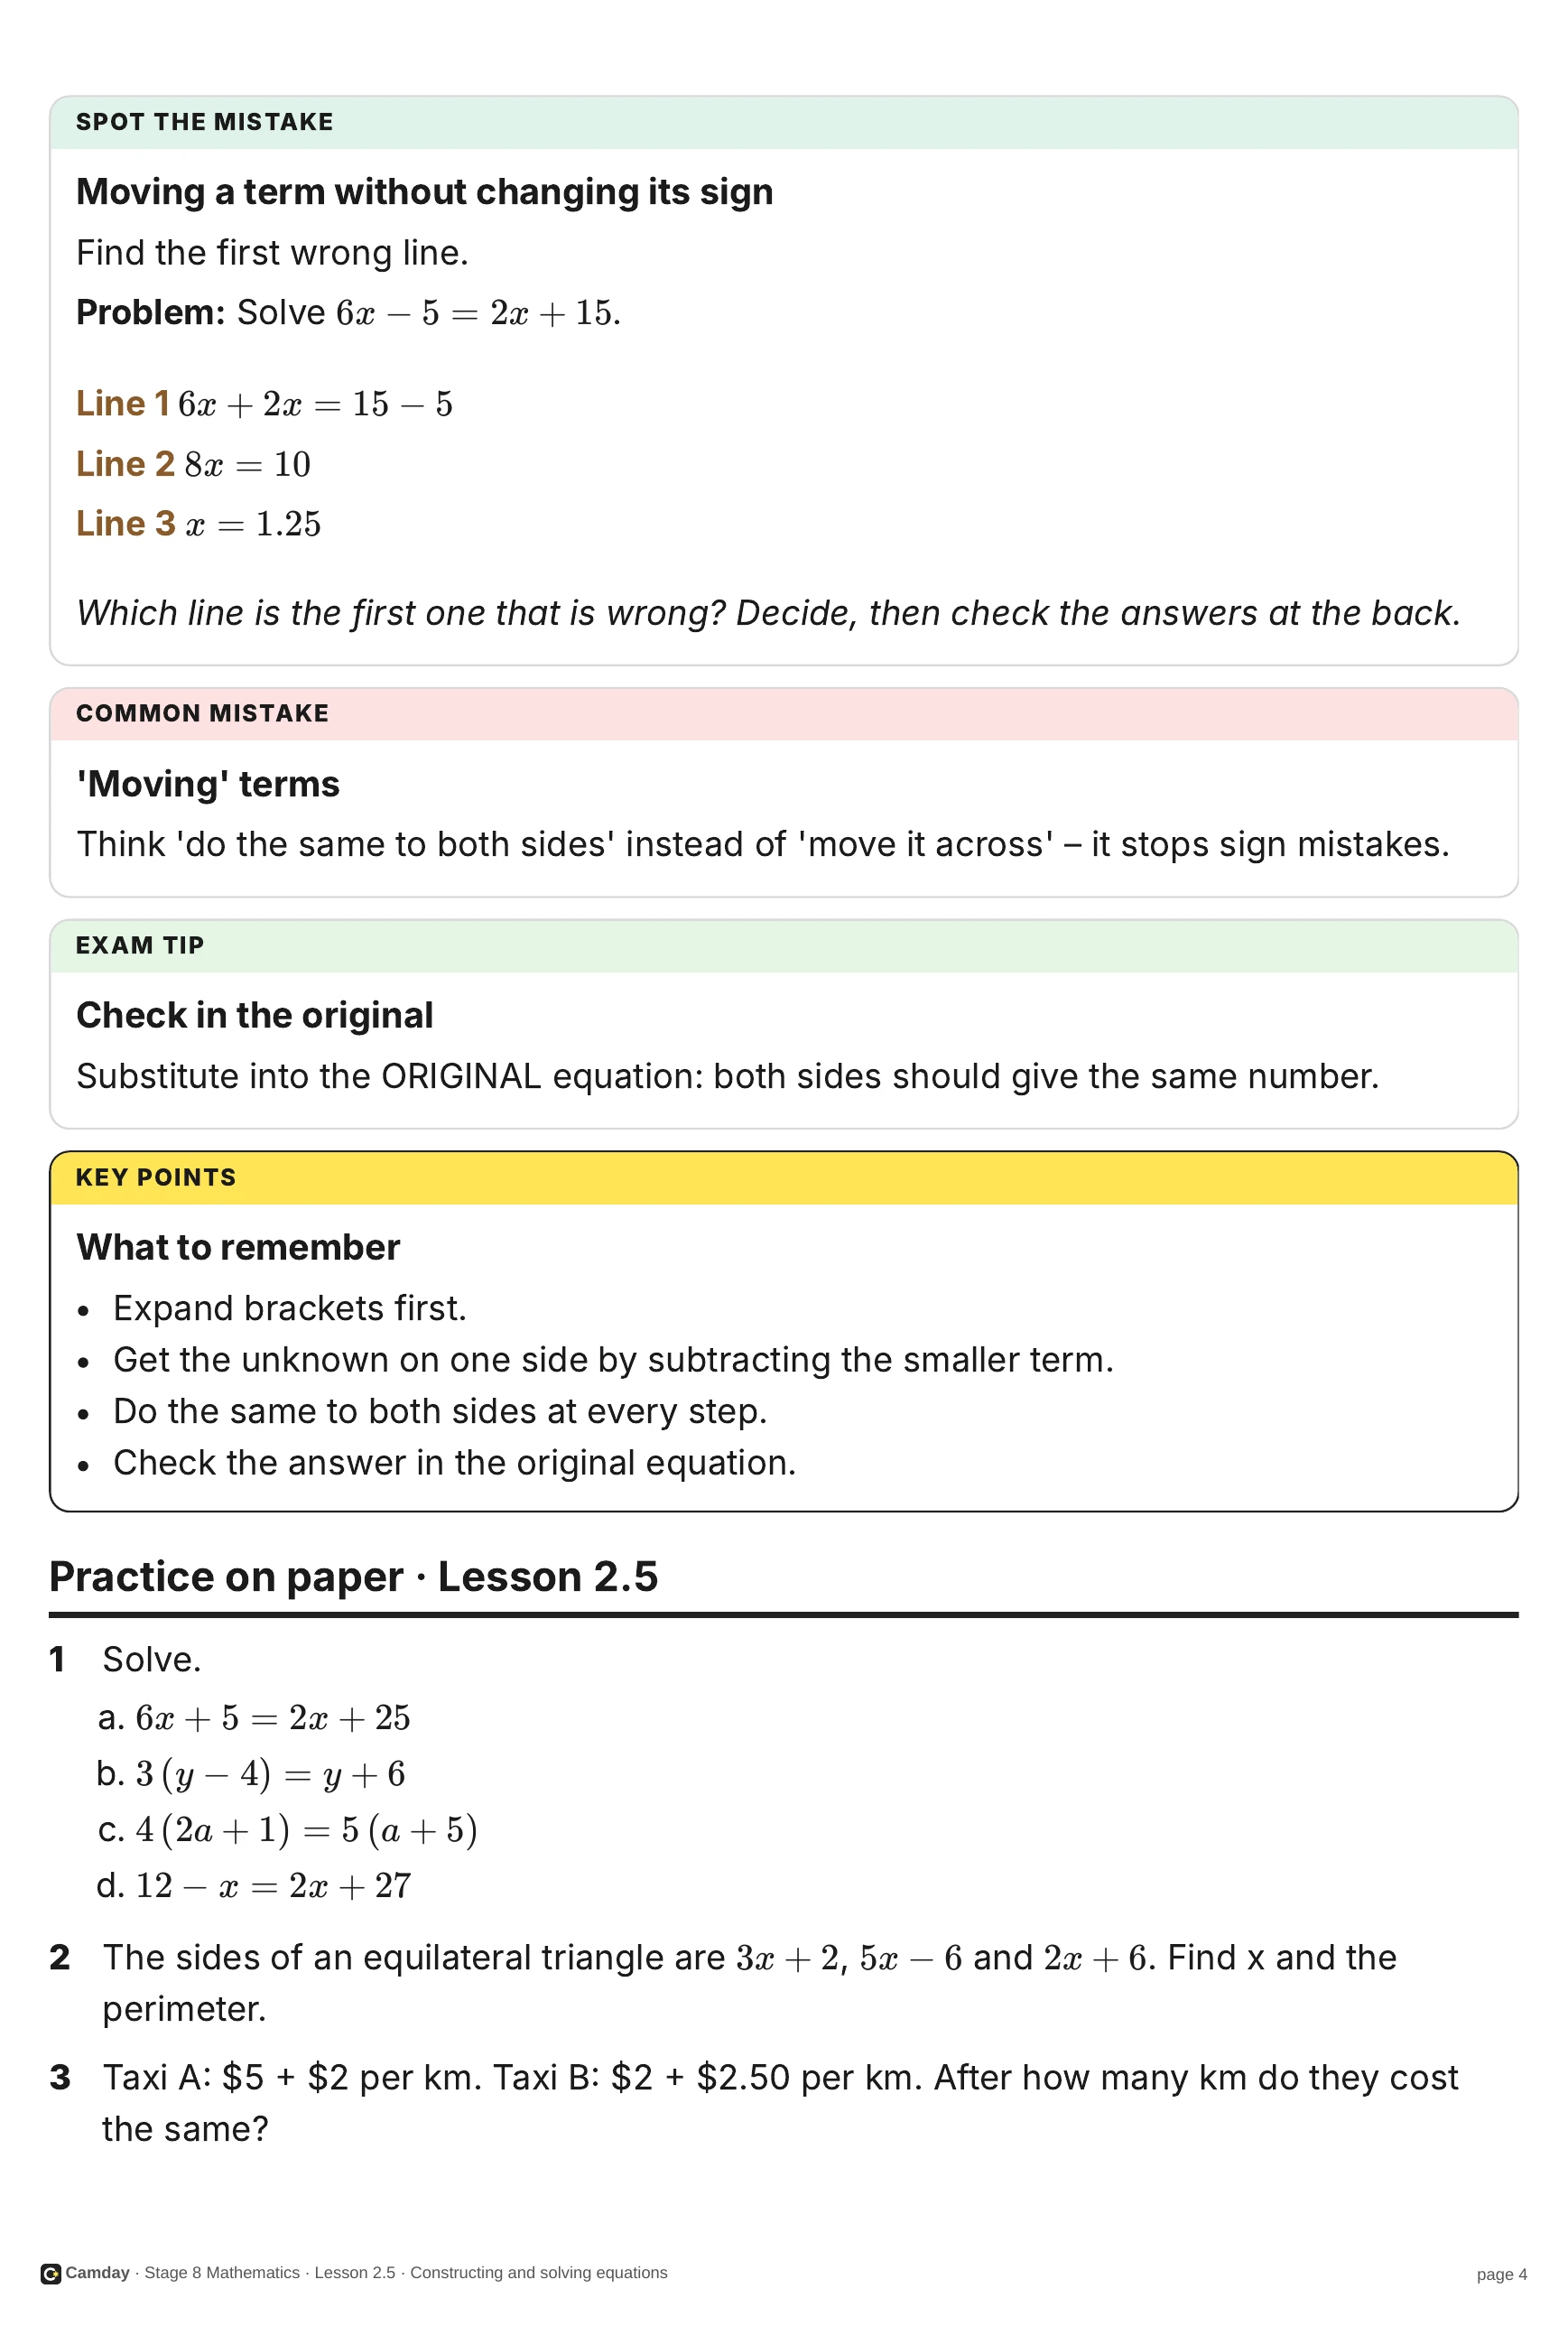 SPOT THE MISTAKE
Moving a term without changing its sign
Find the first wrong line.
Problem: Solve 6x − 5 = 2x + 15.
Line 1 6x + 2x = 15 − 5
Line 2 8x = 10
Line 3 x = 1.25
Which line is the first one that is wrong? Decide, then check the answers at the back.
COMMON MISTAKE
'Moving' terms
Think 'do the same to both sides' instead of 'move it across' – it stops sign mistakes.
EXAM TIP
Check in the original
Substitute into the ORIGINAL equation: both sides should give the same number.
KEY POINTS
What to remember
• Expand brackets first.
• Get the unknown on one side by subtracting the smaller term.
• Do the same to both sides at every step.
• Check the answer in the original equation.
Practice on paper · Lesson 2.5
1 Solve.
a. 6x + 5 = 2x + 25
b. 3 (y − 4) = y + 6
c. 4 (2a + 1) = 5 (a + 5)
d. 12 − x = 2x + 27
2 The sides of an equilateral triangle are 3x + 2, 5x − 6 and 2x + 6. Find x and the
perimeter.
3 Taxi A: $5 + $2 per km. Taxi B: $2 + $2.50 per km. After how many km do they cost
the same?
Camday · Stage 8 Mathematics · Lesson 2.5 · Constructing and solving equations
page 4